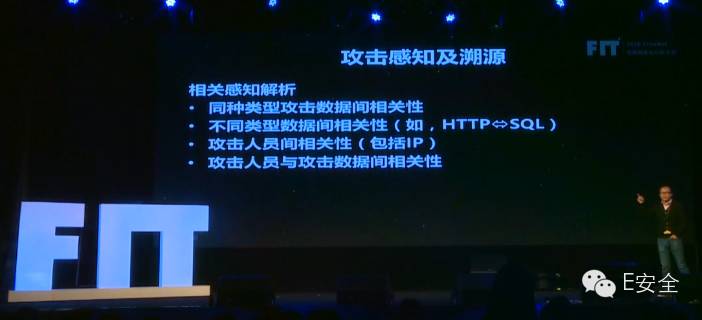 攻击感知及溯源
FIT
相关感知解析
• 同种类型攻击数据间相关性
• 不同类型数据间相关性（如，HTTP⇔SQL）
• 攻击人员间相关性（包括IP）
• 攻击人员与攻击数据间相关性
FIT
E安全